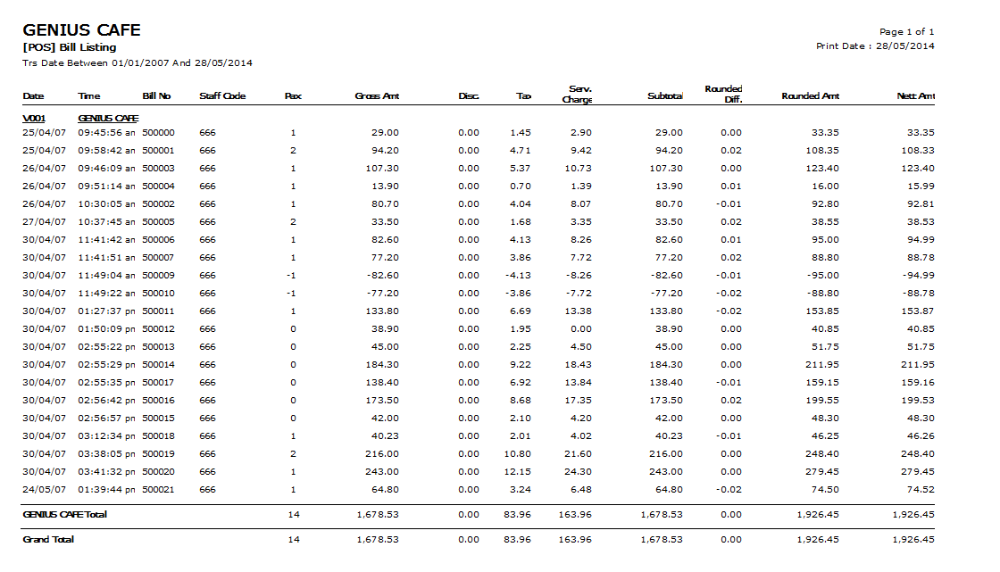 GENIUS CAFE
Page 1 of 1
[POS] Bill Listing
Print Date : 28/05/2014
Trs Date Between 01/01/2007 And 28/05/2014
Date Time Bill No Staff Code Pax Gross Amt Disc. Tax Serv. Charge Subtotal Rounded Diff. Rounded Amt Nett Amt
V001 GENIUS CAFE
25/04/07 09:45:56 an 500000 666 1 29.00 0.00 1.45 2.90 29.00 0.00 33.35 33.35
25/04/07 09:58:42 an 500001 666 2 94.20 0.00 4.71 9.42 94.20 0.02 108.35 108.33
26/04/07 09:46:09 an 500003 666 1 107.30 0.00 5.37 10.73 107.30 0.00 123.40 123.40
26/04/07 09:51:14 an 500004 666 1 13.90 0.00 0.70 1.39 13.90 0.01 16.00 15.99
26/04/07 10:30:05 an 500002 666 1 80.70 0.00 4.04 8.07 80.70 -0.01 92.80 92.81
27/04/07 10:37:45 an 500005 666 2 33.50 0.00 1.68 3.35 33.50 0.02 38.55 38.53
30/04/07 11:41:42 an 500006 666 1 82.60 0.00 4.13 8.26 82.60 0.01 95.00 94.99
30/04/07 11:41:51 an 500007 666 1 77.20 0.00 3.86 7.72 77.20 0.02 88.80 88.78
30/04/07 11:49:04 an 500009 666 -1 -82.60 0.00 -4.13 -8.26 -82.60 -0.01 -95.00 -94.99
30/04/07 11:49:22 an 500010 666 -1 -77.20 0.00 -3.86 -7.72 -77.20 -0.02 -88.80 -88.78
30/04/07 01:27:37 pn 500011 666 1 133.80 0.00 6.69 13.38 133.80 -0.02 153.85 153.87
30/04/07 01:50:09 pn 500012 666 0 38.90 0.00 1.95 0.00 38.90 0.00 40.85 40.85
30/04/07 02:55:22 pn 500013 666 0 45.00 0.00 2.25 4.50 45.00 0.00 51.75 51.75
30/04/07 02:55:29 pn 500014 666 0 184.30 0.00 9.22 18.43 184.30 0.00 211.95 211.95
30/04/07 02:55:35 pn 500017 666 0 138.40 0.00 6.92 13.84 138.40 -0.01 159.15 159.16
30/04/07 02:56:42 pn 500016 666 0 173.50 0.00 8.68 17.35 173.50 0.02 199.55 199.53
30/04/07 02:56:57 pn 500015 666 0 42.00 0.00 2.10 4.20 42.00 0.00 48.30 48.30
30/04/07 03:12:34 pn 500018 666 1 40.23 0.00 2.01 4.02 40.23 -0.01 46.25 46.26
30/04/07 03:38:05 pn 500019 666 2 216.00 0.00 10.80 21.60 216.00 0.00 248.40 248.40
30/04/07 03:41:32 pn 500020 666 1 243.00 0.00 12.15 24.30 243.00 0.00 279.45 279.45
24/05/07 01:39:44 pn 500021 666 1 64.80 0.00 3.24 6.48 64.80 -0.02 74.50 74.52
GENIUS CAFE Total 14 1,678.53 0.00 83.96 163.96 1,678.53 0.00 1,926.45 1,926.45
Grand Total 14 1,678.53 0.00 83.96 163.96 1,678.53 0.00 1,926.45 1,926.45